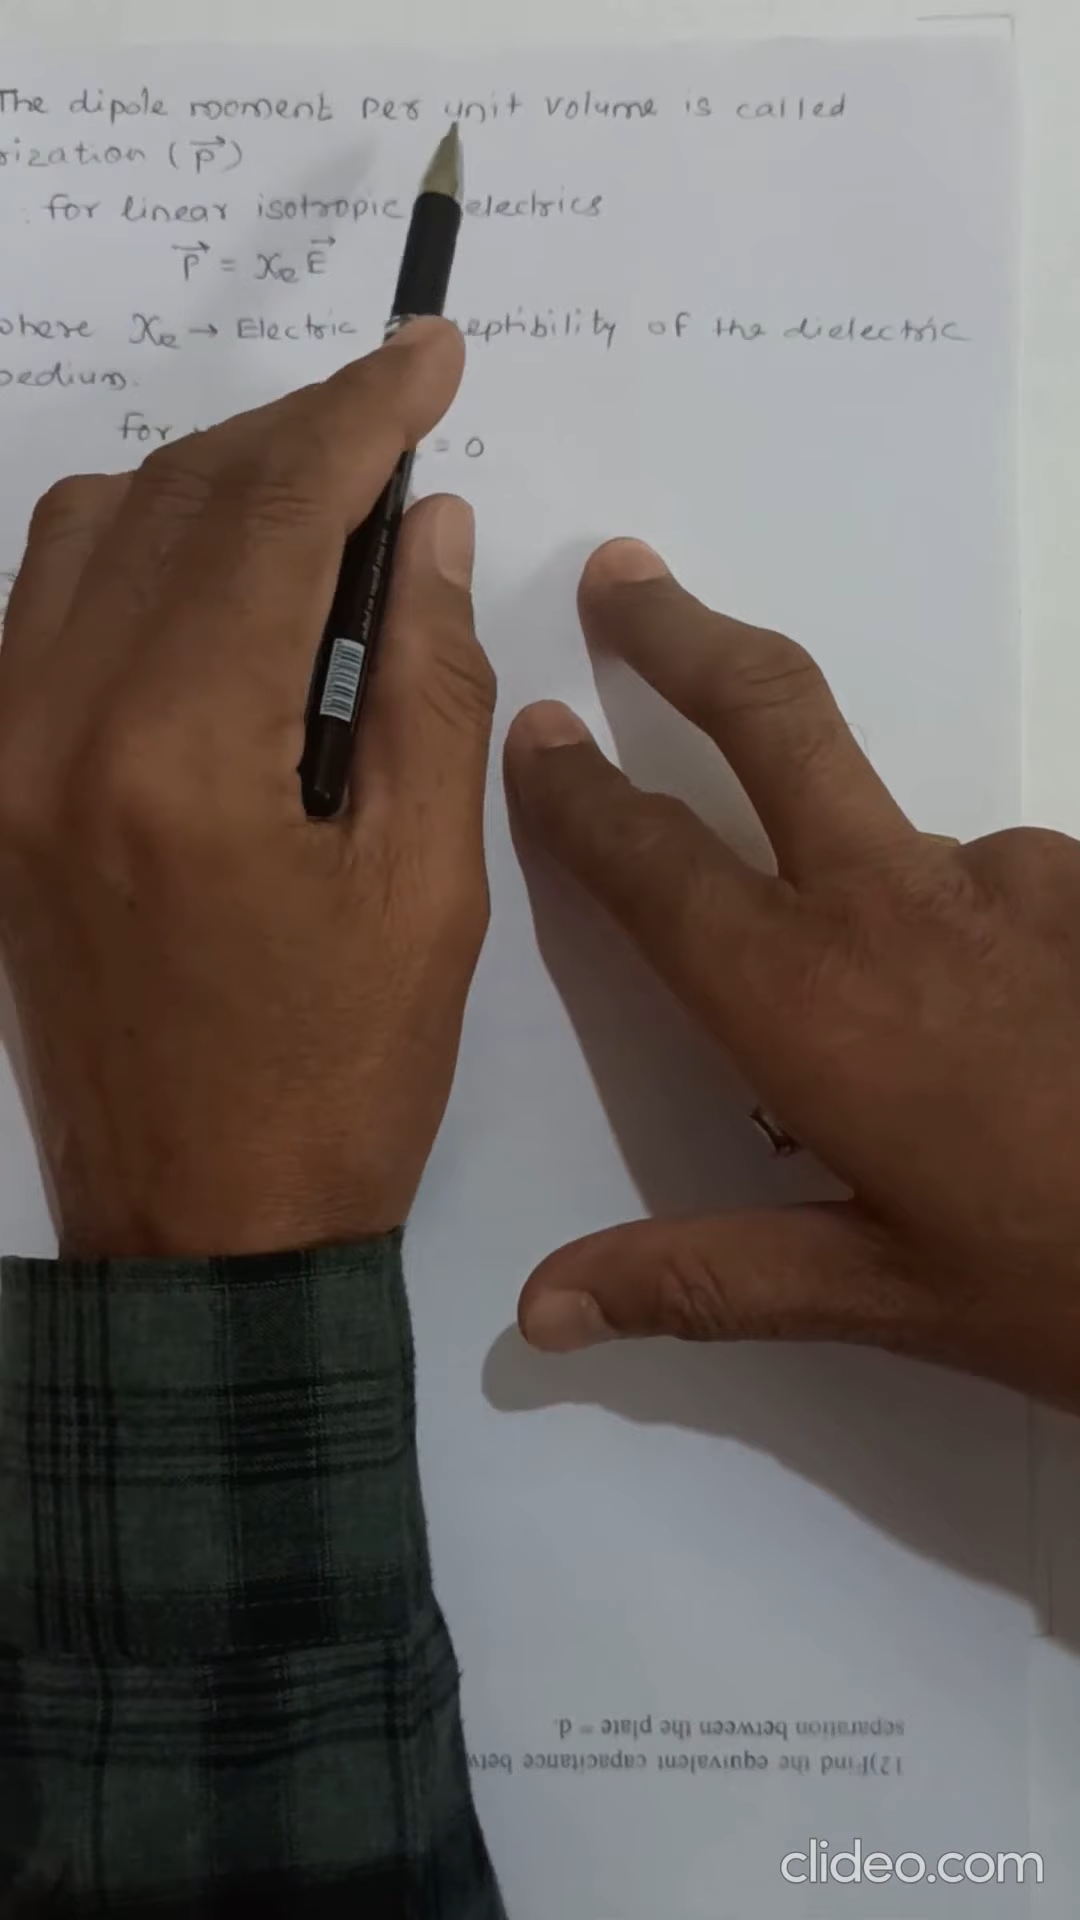 The dipole moment per unit volume is called
rization (P⃗)
for linear isotropic electrics
P⃗ = χe E⃗
where χe → Electric eptibility of the dielectric
medium.
for = 0
12)Find the equivalent capacitance betw
separation between the plate = d.
clideo.com